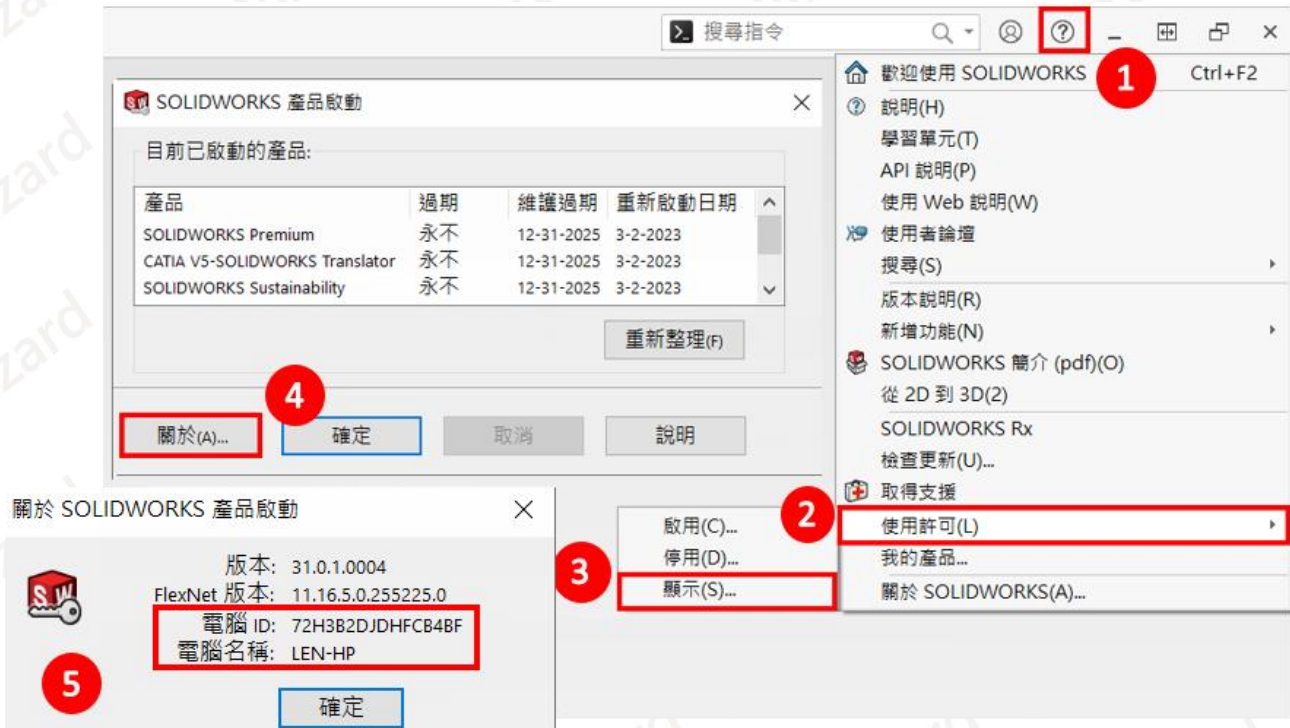 搜尋指令
1
歡迎使用 SOLIDWORKS Ctrl+F2
說明(H)
學習單元(T)
API 說明(P)
使用 Web 說明(W)
使用者論壇
搜尋(S)
版本說明(R)
新增功能(N)
SOLIDWORKS 簡介 (pdf)(O)
從 2D 到 3D(2)
SOLIDWORKS Rx
檢查更新(U)...
取得支援
2
使用許可(L)
我的產品...
關於 SOLIDWORKS(A)...
啟用(C)...
停用(D)...
3
顯示(S)...
SOLIDWORKS 產品啟動
目前已啟動的產品:
產品 過期 維護過期 重新啟動日期
SOLIDWORKS Premium 永不 12-31-2025 3-2-2023
CATIA V5-SOLIDWORKS Translator 永不 12-31-2025 3-2-2023
SOLIDWORKS Sustainability 永不 12-31-2025 3-2-2023
重新整理(F)
4
關於(A)... 確定 取消 說明
關於 SOLIDWORKS 產品啟動
版本: 31.0.1.0004
FlexNet 版本: 11.16.5.0.255225.0
電腦 ID: 72H3B2DJDHFCB4BF
電腦名稱: LEN-HP
5
確定